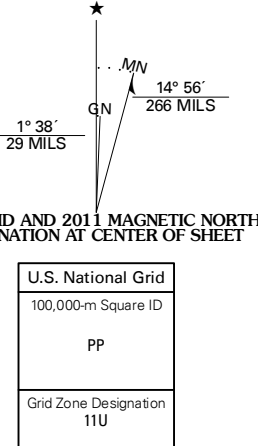 ★
MN
GN
1° 38´
29 MILS
14° 56´
266 MILS
ID AND 2011 MAGNETIC NORTH
NATION AT CENTER OF SHEET
U.S. National Grid
100,000-m Square ID
PP
Grid Zone Designation
11U